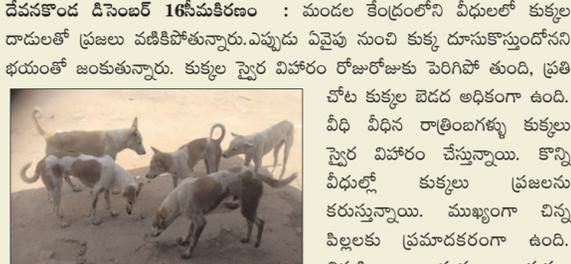 దేవనకొండ డిసెంబర్ 16సీమకిరణం : మండల కేంద్రంలోని వీధులలో కుక్కల
దాడులతో ప్రజలు వణికిపోతున్నారు.ఎప్పుడు ఏవైపు నుంచి కుక్క దూసుకొస్తుందోనని
భయంతో జంకుతున్నారు. కుక్కల స్వైర విహారం రోజురోజుకు పెరిగిపో తుంది, ప్రతి
చోట కుక్కల బెడద అధికంగా ఉంది.
వీధి వీధిన రాత్రింబగళ్ళు కుక్కలు
స్వైర విహారం చేస్తున్నాయి. కొన్ని
వీధుల్లో కుక్కలు ప్రజలను
కరుస్తున్నాయి. ముఖ్యంగా చిన్న
పిల్లలకు ప్రమాదకరంగా ఉంది.